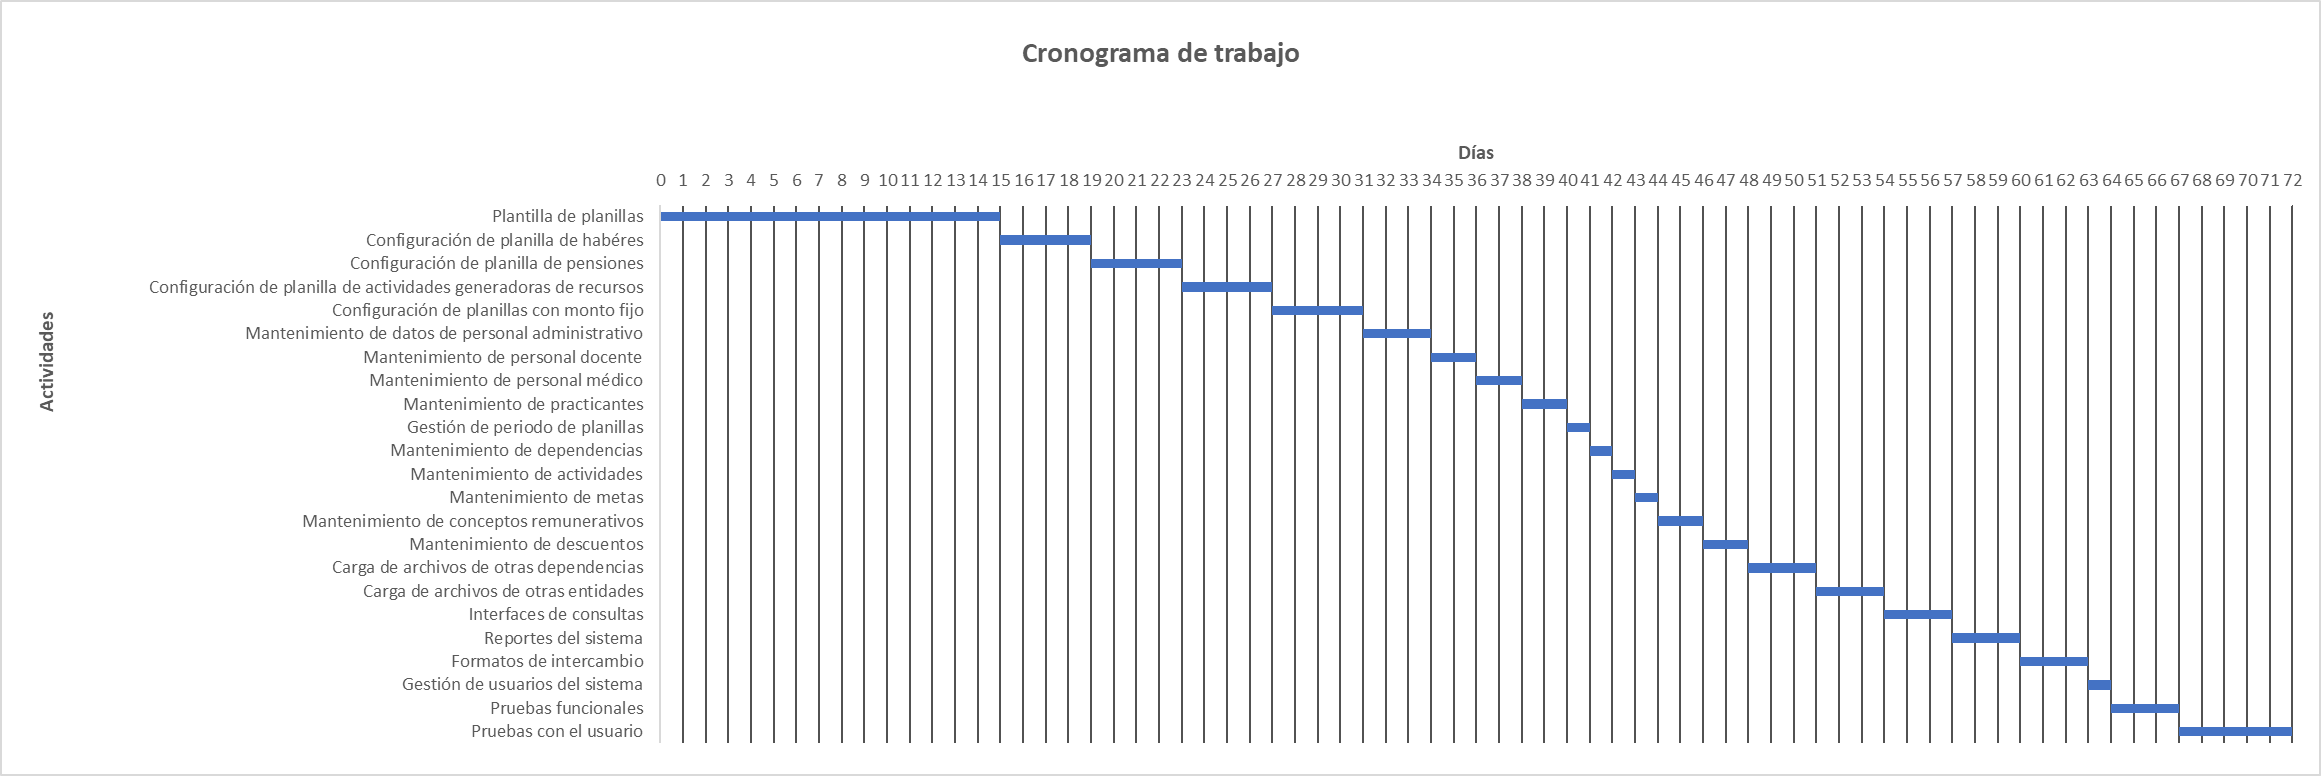 Cronograma de trabajo
Días
0 1 2 3 4 5 6 7 8 9 10 11 12 13 14 15 16 17 18 19 20 21 22 23 24 25 26 27 28 29 30 31 32 33 34 35 36 37 38 39 40 41 42 43 44 45 46 47 48 49 50 51 52 53 54 55 56 57 58 59 60 61 62 63 64 65 66 67 68 69 70 71 72
Actividades
Plantilla de planillas
Configuración de planilla de habéres
Configuración de planilla de pensiones
Configuración de planilla de actividades generadoras de recursos
Configuración de planillas con monto fijo
Mantenimiento de datos de personal administrativo
Mantenimiento de personal docente
Mantenimiento de personal médico
Mantenimiento de practicantes
Gestión de periodo de planillas
Mantenimiento de dependencias
Mantenimiento de actividades
Mantenimiento de metas
Mantenimiento de conceptos remunerativos
Mantenimiento de descuentos
Carga de archivos de otras dependencias
Carga de archivos de otras entidades
Interfaces de consultas
Reportes del sistema
Formatos de intercambio
Gestión de usuarios del sistema
Pruebas funcionales
Pruebas con el usuario